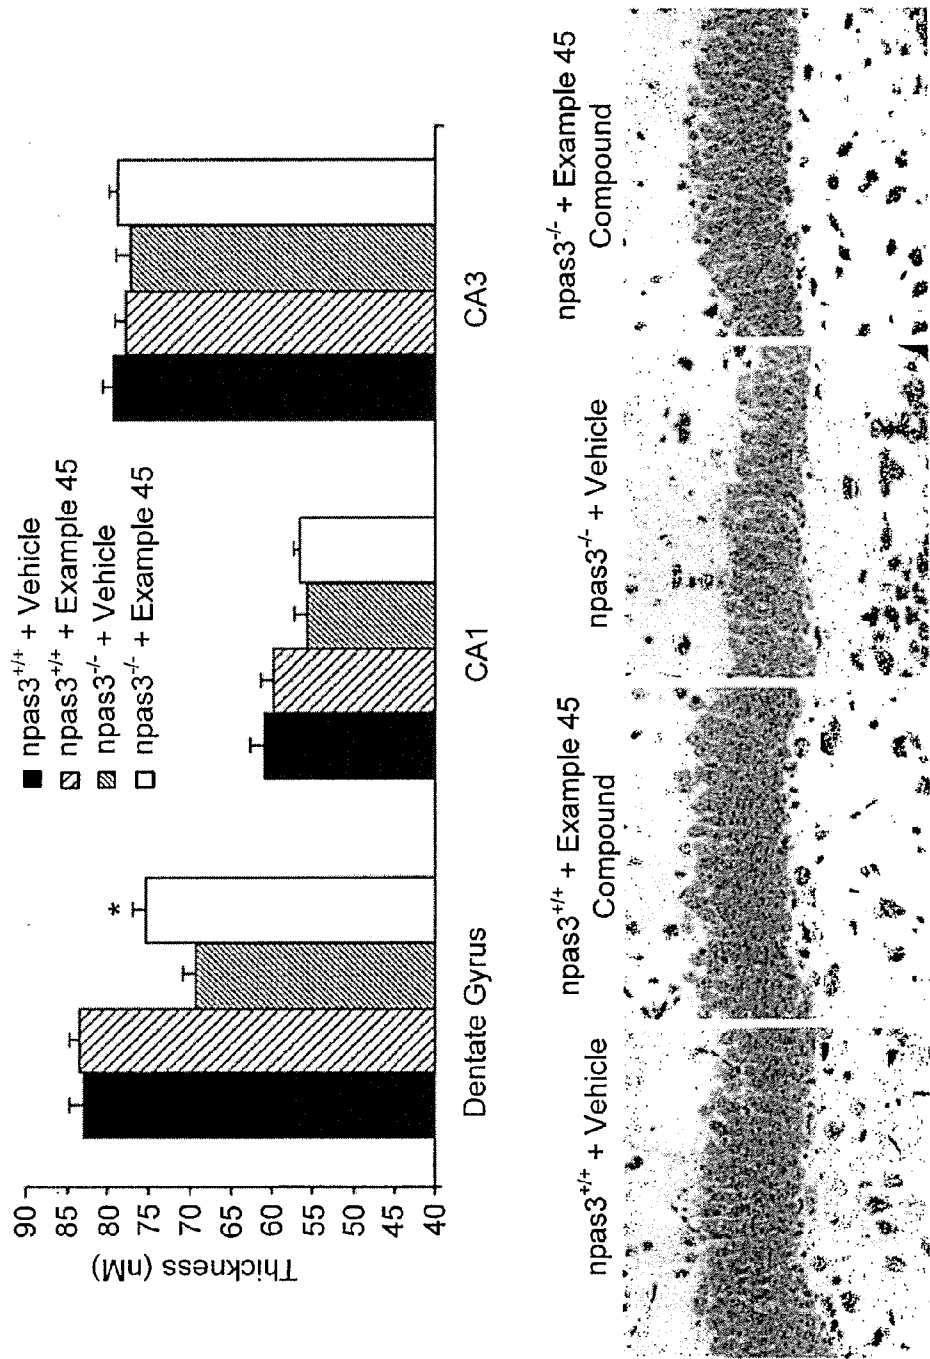 npas3+/+ + Vehicle
npas3+/+ + Example 45
npas3-/- + Vehicle
npas3-/- + Example 45
90
85
80
75
70
65
60
55
50
45
40
Thickness (nM)
*
Dentate Gyrus
CA1
CA3
npas3+/+ + Vehicle
npas3+/+ + Example 45
Compound
npas3-/- + Vehicle
npas3-/- + Example 45
Compound